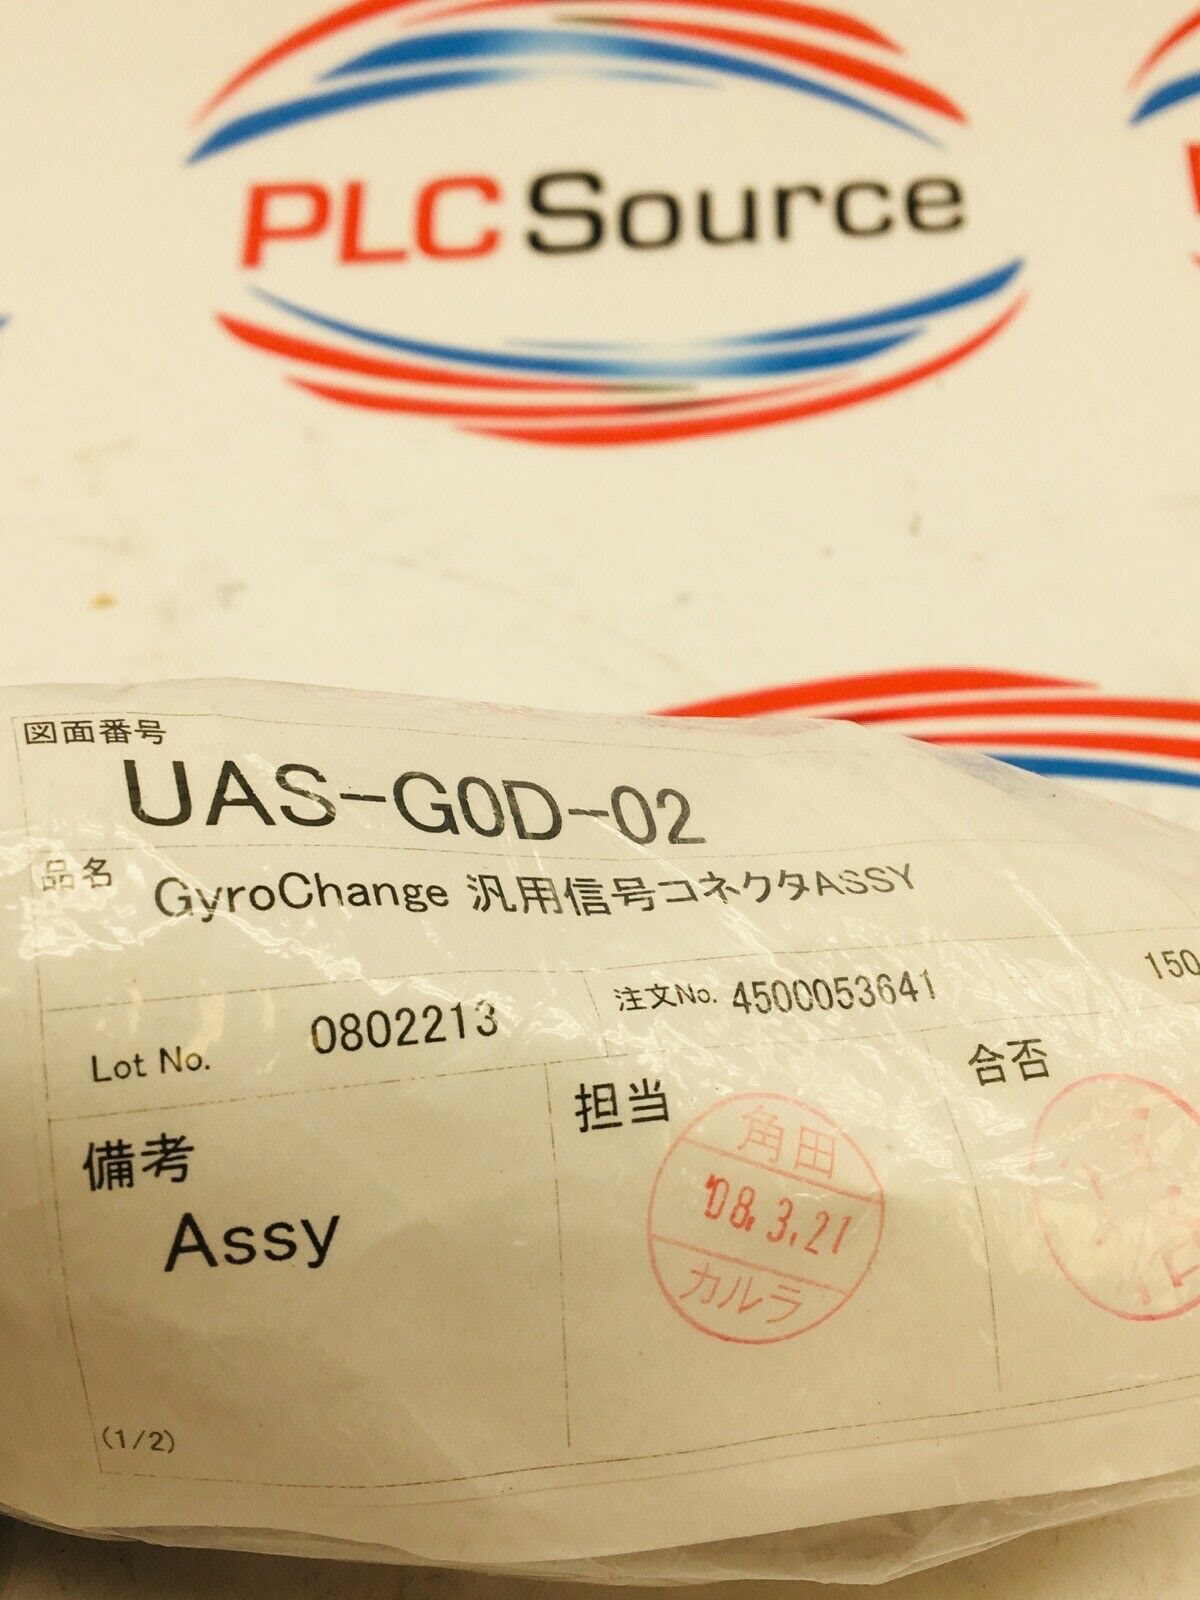 PLC Source
図面番号
UAS-G0D-02
品名
GyroChange 汎用信号コネクタASSY
Lot No. 0802213
注文No. 4500053641
150
備考
Assy
担当
角田
'08.3.21
カルラ
合否
(1/2)